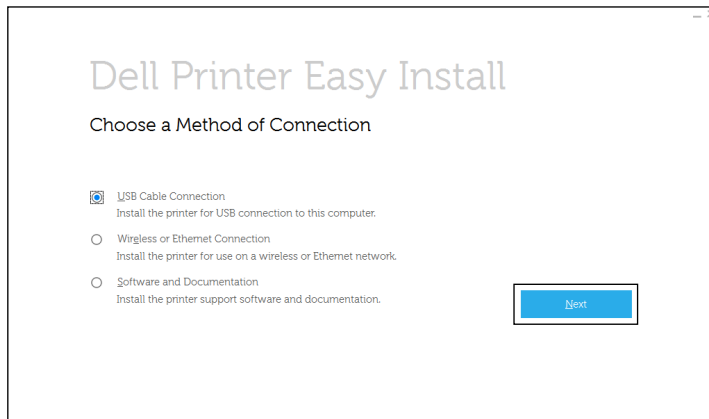 Dell Printer Easy Install
Choose a Method of Connection
USB Cable Connection
Install the printer for USB connection to this computer.
Wireless or Ethernet Connection
Install the printer for use on a wireless or Ethernet network.
Software and Documentation
Install the printer support software and documentation.
Next